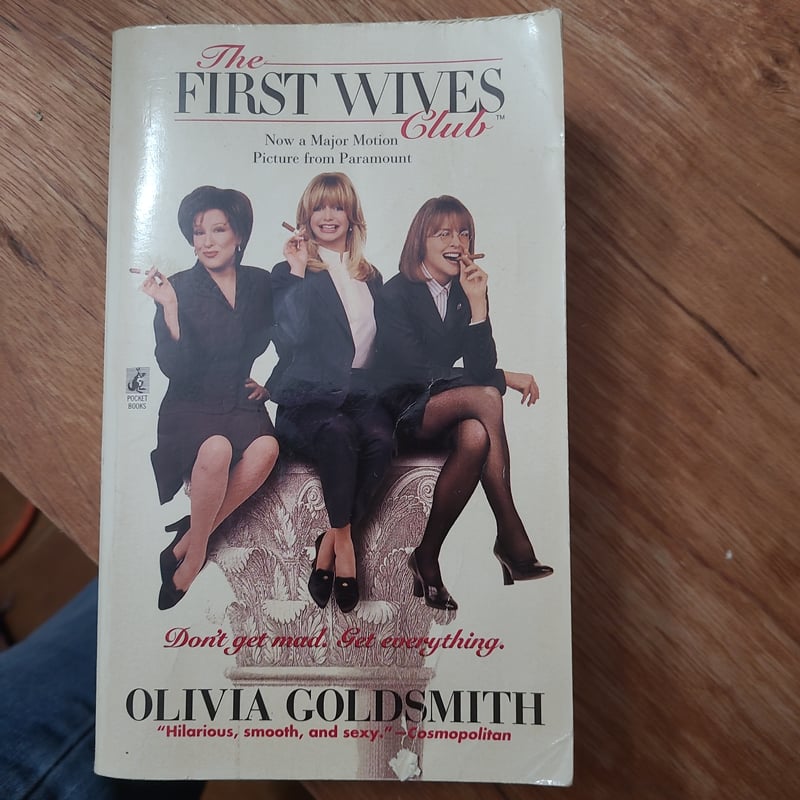 The
FIRST WIVES
Club™
Now a Major Motion
Picture from Paramount
POCKET
BOOKS
Don't get mad. Get everything.
OLIVIA GOLDSMITH
"Hilarious, smooth, and sexy."—Cosmopolitan